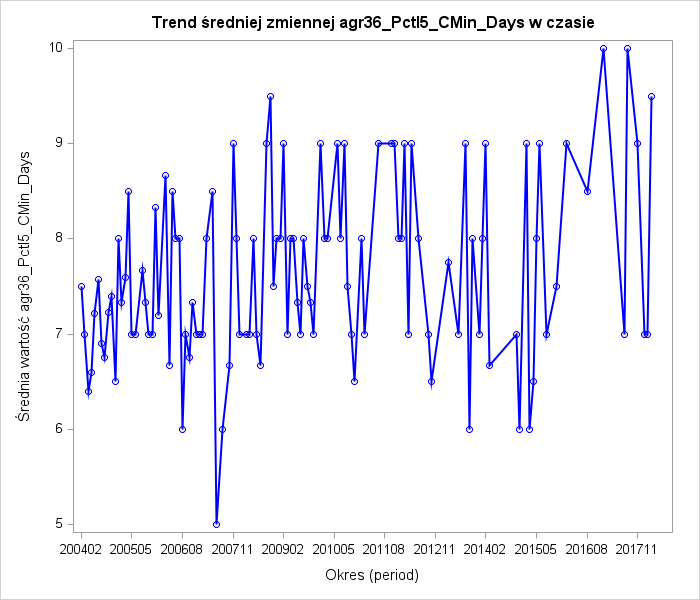 Trend średniej zmiennej agr36_Pctl5_CMin_Days w czasie
Średnia wartość agr36_Pctl5_CMin_Days
10
9
8
7
6
5
200402 200505 200608 200711 200902 201005 201108 201211 201402 201505 201608 201711
Okres (period)